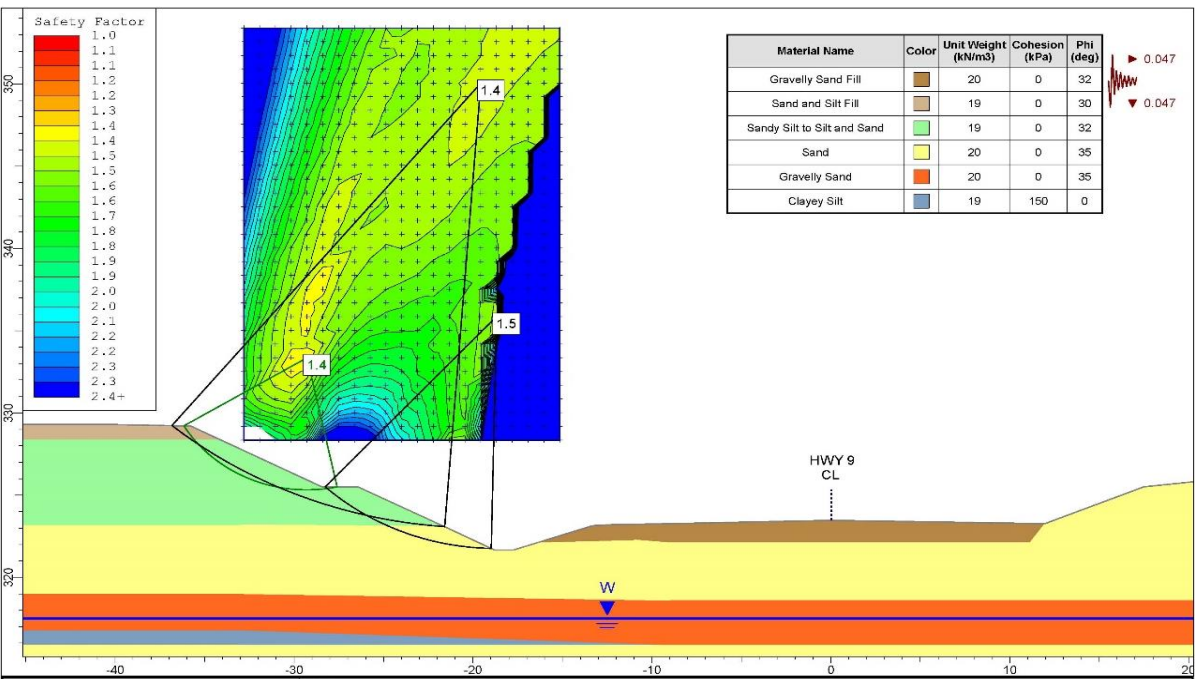 Safety Factor
1.0
1.1
1.1
1.2
1.2
1.3
1.3
1.4
1.4
1.5
1.6
1.6
1.7
1.8
1.8
1.9
1.9
2.0
2.0
2.1
2.2
2.2
2.3
2.3
2.4+
350
340
330
320
1.4
1.5
1.4
Material Name Color Unit Weight (kN/m3) Cohesion (kPa) Phi (deg)
Gravelly Sand Fill 20 0 32
Sand and Silt Fill 19 0 30
Sandy Silt to Silt and Sand 19 0 32
Sand 20 0 35
Gravelly Sand 20 0 35
Clayey Silt 19 150 0
0.047
0.047
HWY 9
CL
W
-40 -30 -20 -10 0 10 20